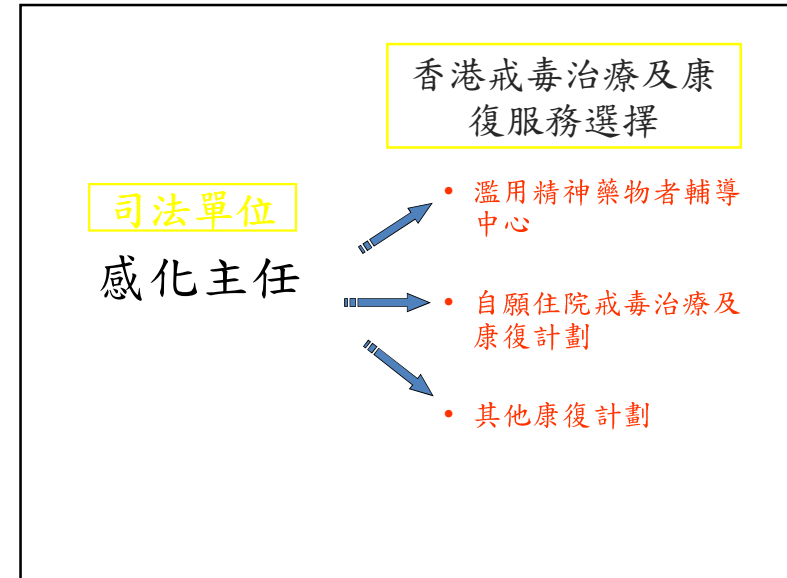 香港戒毒治療及康
復服務選擇
司法單位
感化主任
• 濫用精神藥物者輔導
中心
• 自願住院戒毒治療及
康復計劃
• 其他康復計劃